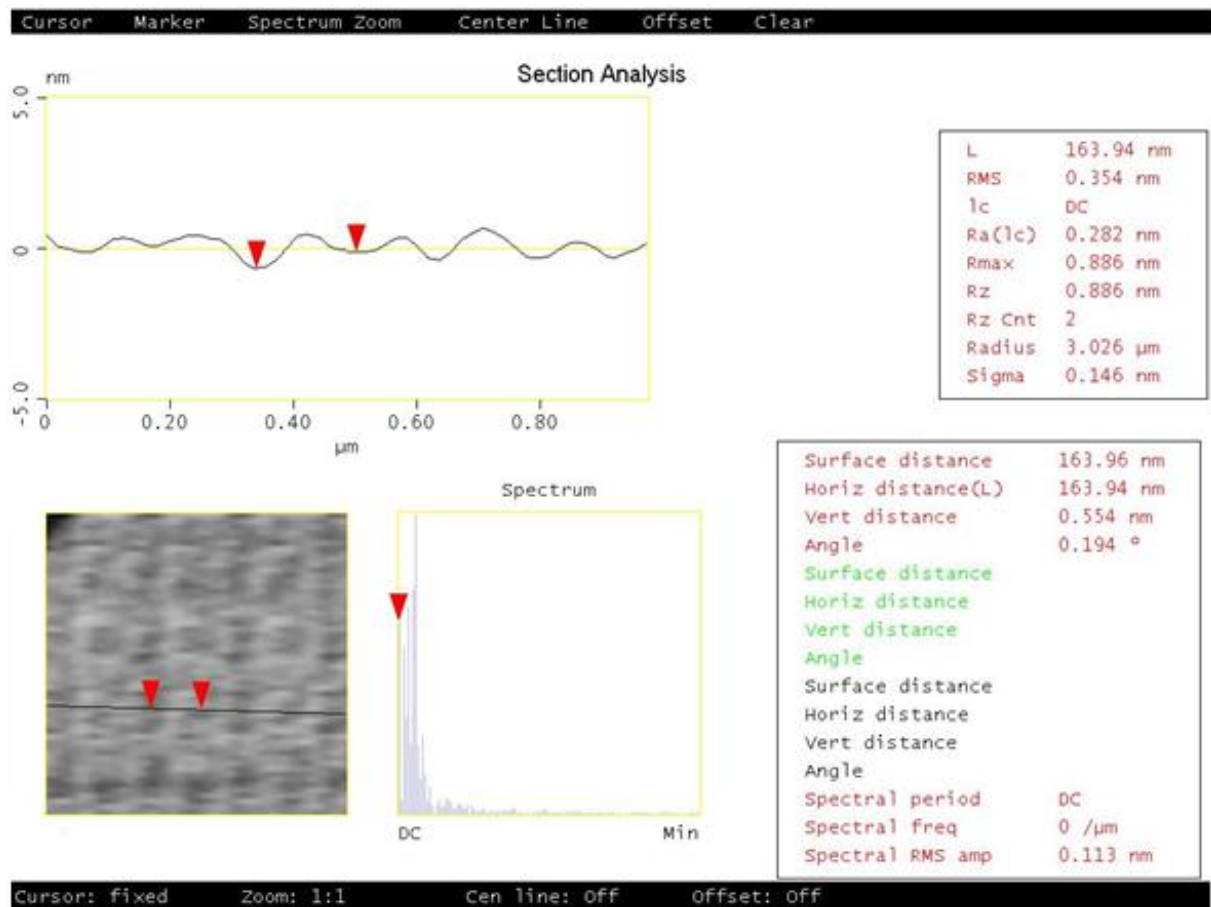 Cursor Marker Spectrum Zoom Center Line Offset Clear
Section Analysis
nm
5.0
0
-5.0
0 0.20 0.40 0.60 0.80
µm
L 163.94 nm
RMS 0.354 nm
lc DC
Ra(lc) 0.282 nm
Rmax 0.886 nm
Rz 0.886 nm
Rz Cnt 2
Radius 3.026 µm
Sigma 0.146 nm
Spectrum
DC Min
Surface distance 163.96 nm
Horiz distance(L) 163.94 nm
Vert distance 0.554 nm
Angle 0.194 °
Surface distance
Horiz distance
Vert distance
Angle
Surface distance
Horiz distance
Vert distance
Angle
Spectral period DC
Spectral freq 0 /µm
Spectral RMS amp 0.113 nm
Cursor: fixed Zoom: 1:1 Cen line: Off Offset: Off